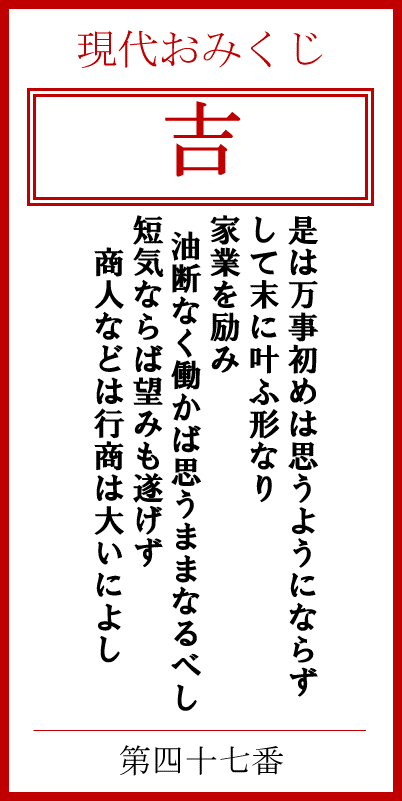 現代おみくじ
吉
是は万事初めは思うようにならず
して末に叶ふ形なり
家業を励み
油断なく働かば思うままなるべし
短気ならば望みも遂げず
商人などは行商は大いによし
第四十七番